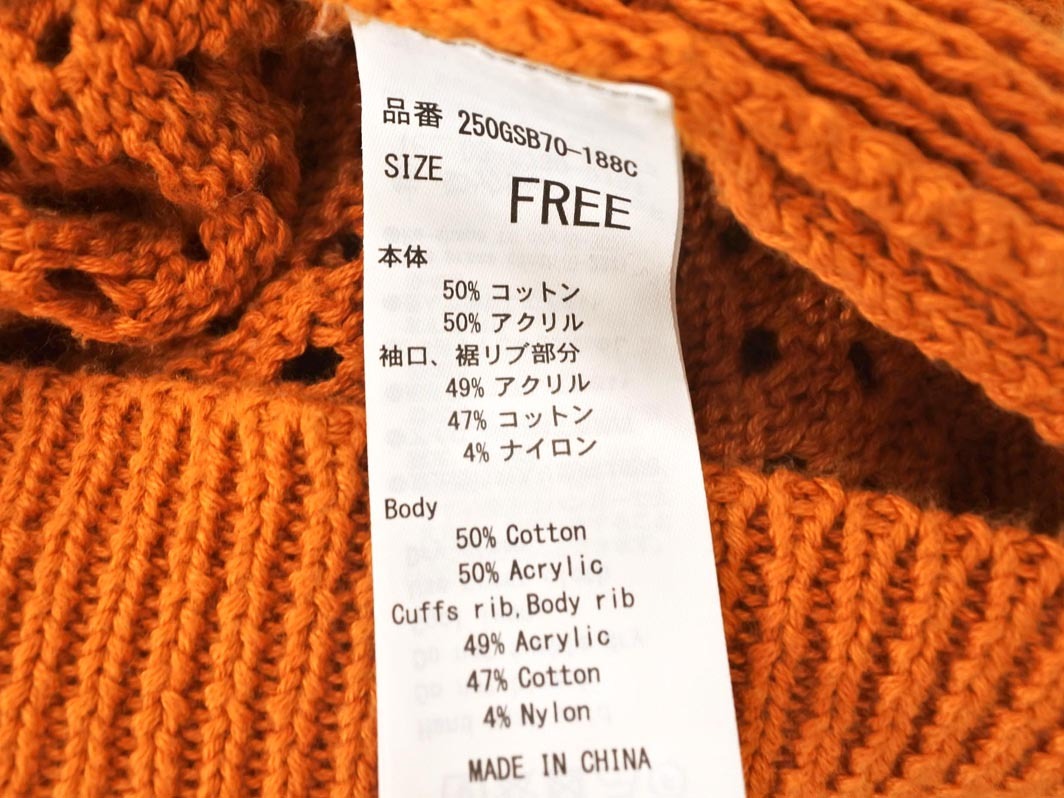 品番 250GSB70-188C
SIZE
FREE
本体
50% コットン
50% アクリル
袖口、裾リブ部分
49% アクリル
47% コットン
4% ナイロン
Body
50% Cotton
50% Acrylic
Cuffs rib,Body rib
49% Acrylic
47% Cotton
4% Nylon
MADE IN CHINA